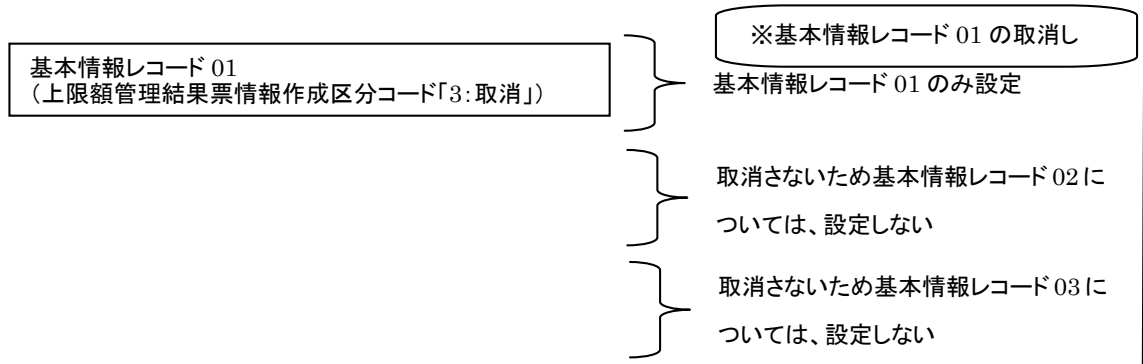 ※基本情報レコード 01 の取消し
基本情報レコード 01
（上限額管理結果票情報作成区分コード「3：取消」）
基本情報レコード 01 のみ設定
取消さないため基本情報レコード 02 に
ついては、設定しない
取消さないため基本情報レコード 03 に
ついては、設定しない